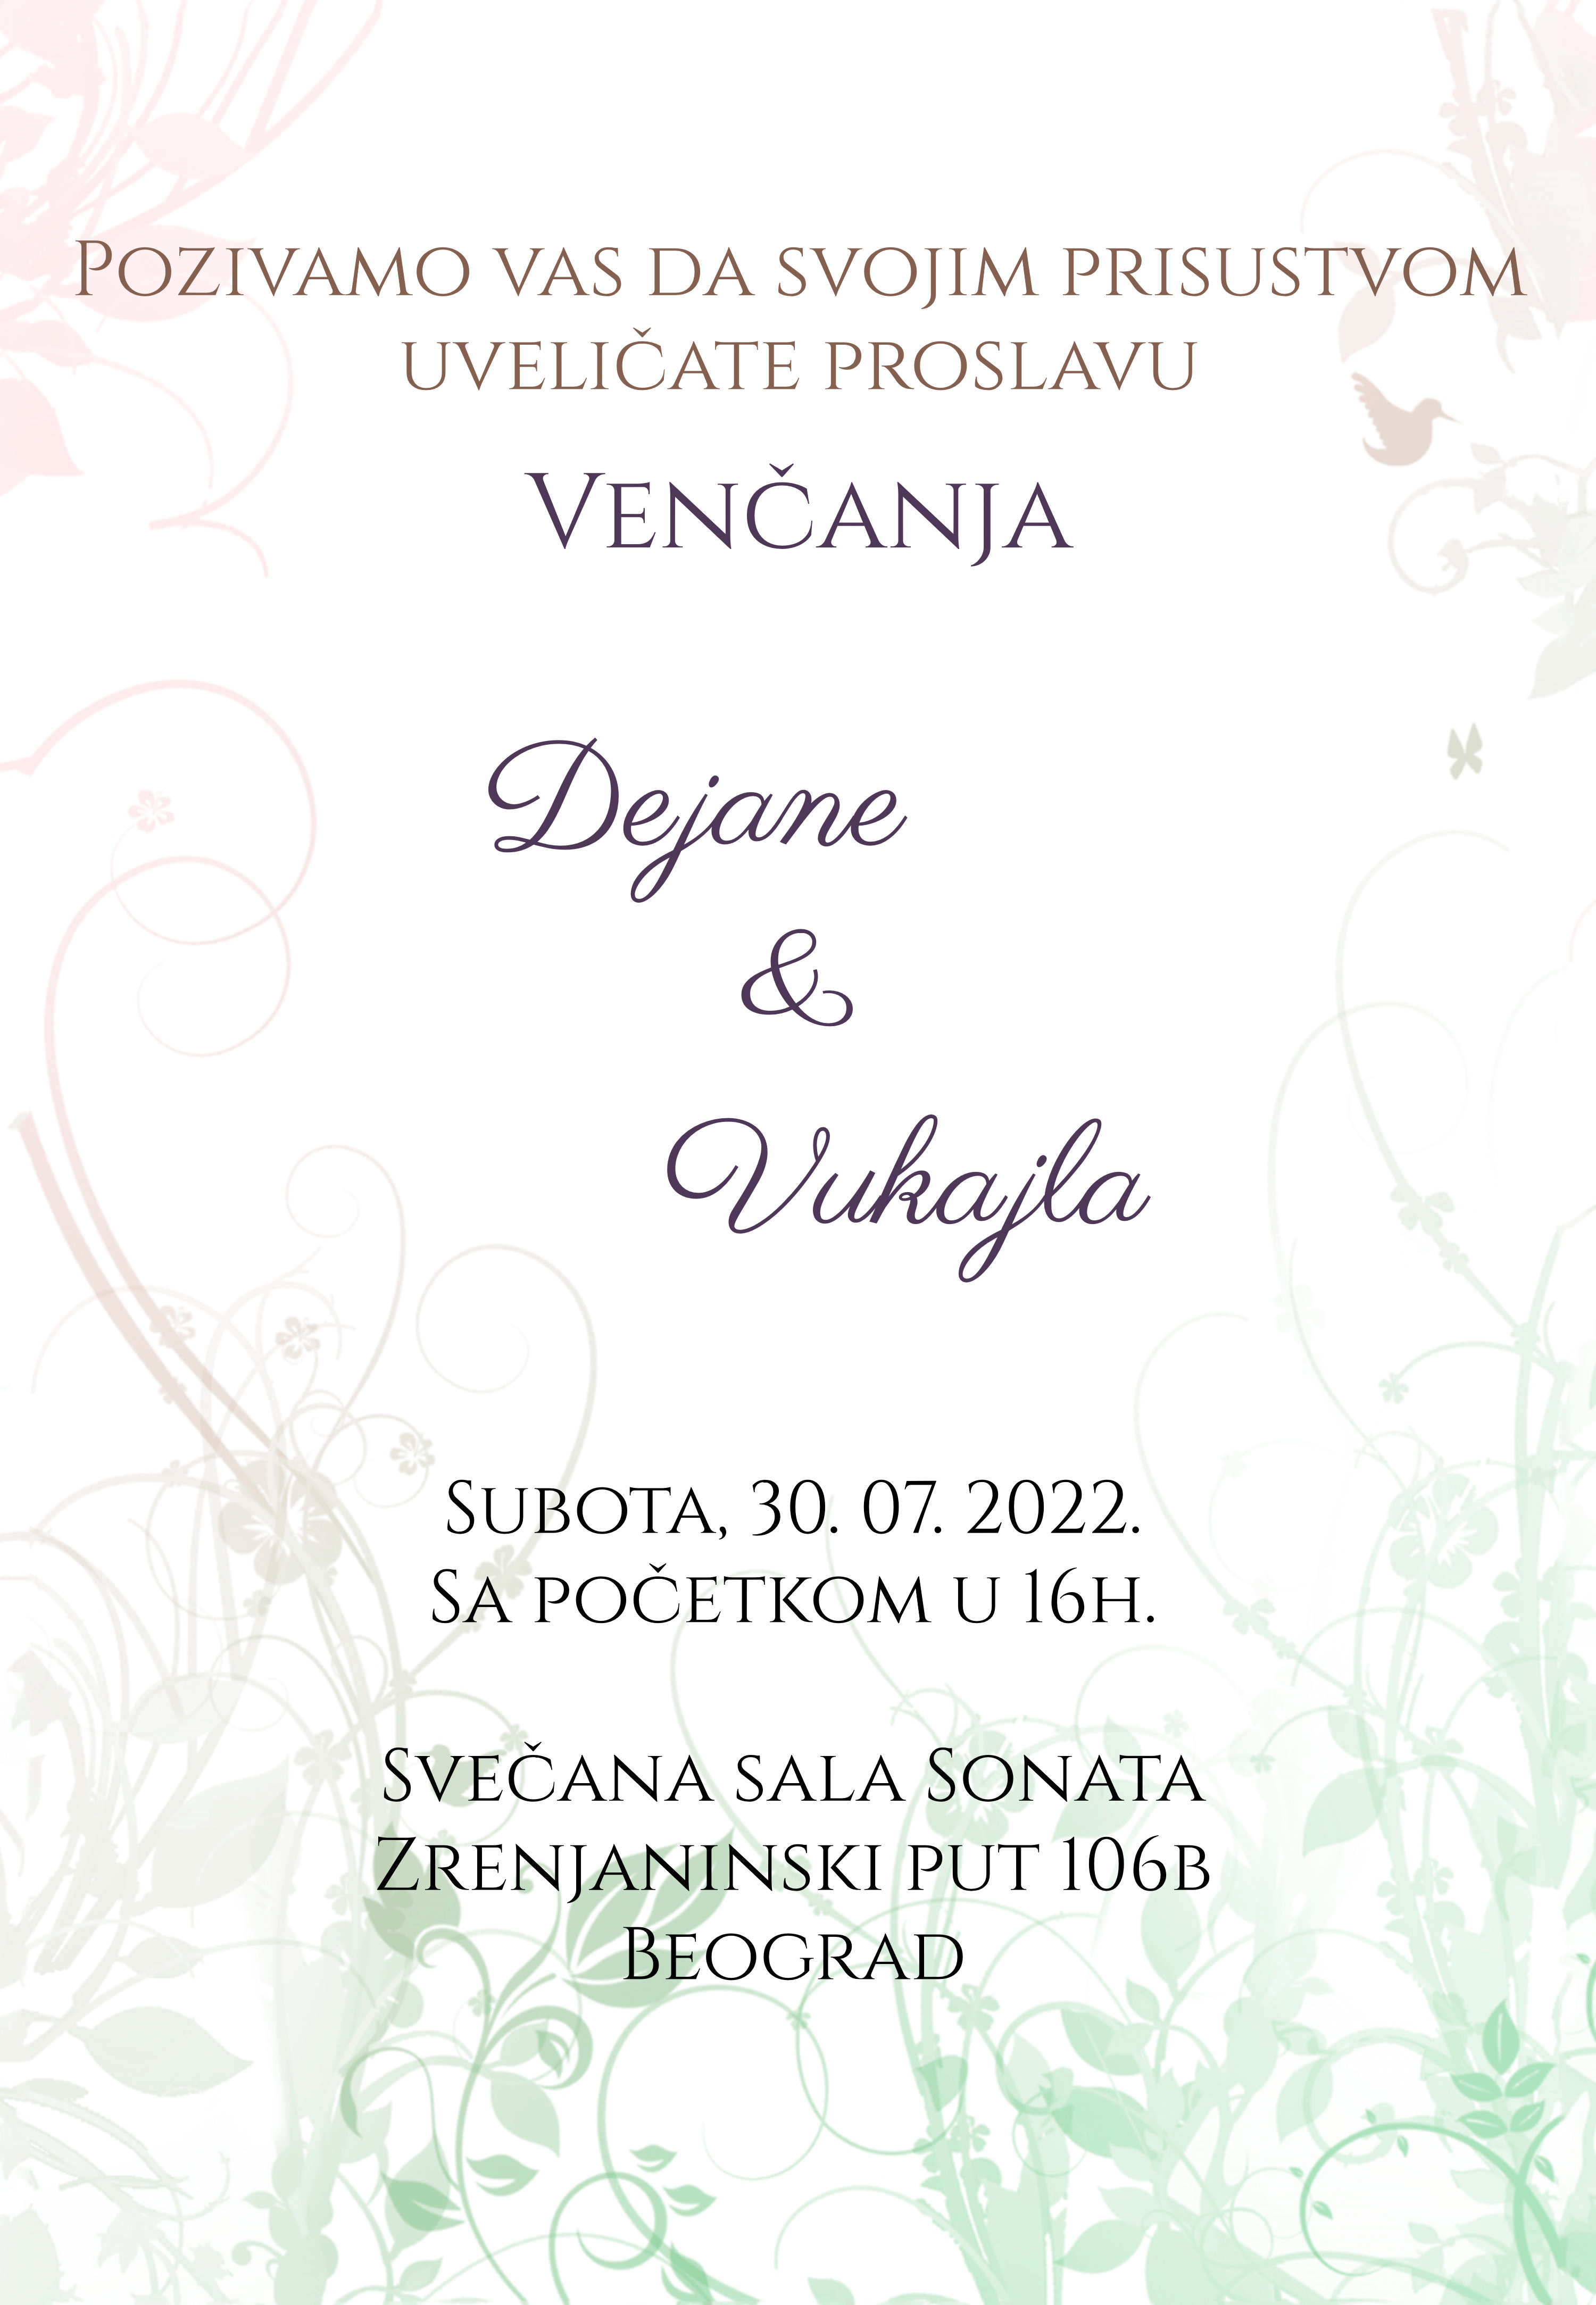 Pozivamo vas da svojim prisustvom
uveličate proslavu
Venčanja
Dejane
&
Vukajla
Subota, 30. 07. 2022.
Sa početkom u 16h.
Svečana sala Sonata
Zrenjaninski put 106b
Beograd